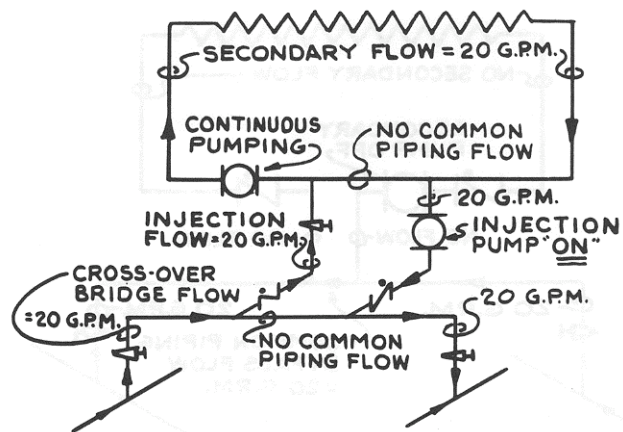 SECONDARY FLOW = 20 G.P.M.
CONTINUOUS
PUMPING
NO COMMON
PIPING FLOW
20 G.P.M.
INJECTION
FLOW=20 G.P.M.
INJECTION
PUMP "ON"
CROSS-OVER
BRIDGE FLOW
=20 G.P.M.
20 G.P.M.
NO COMMON
PIPING FLOW